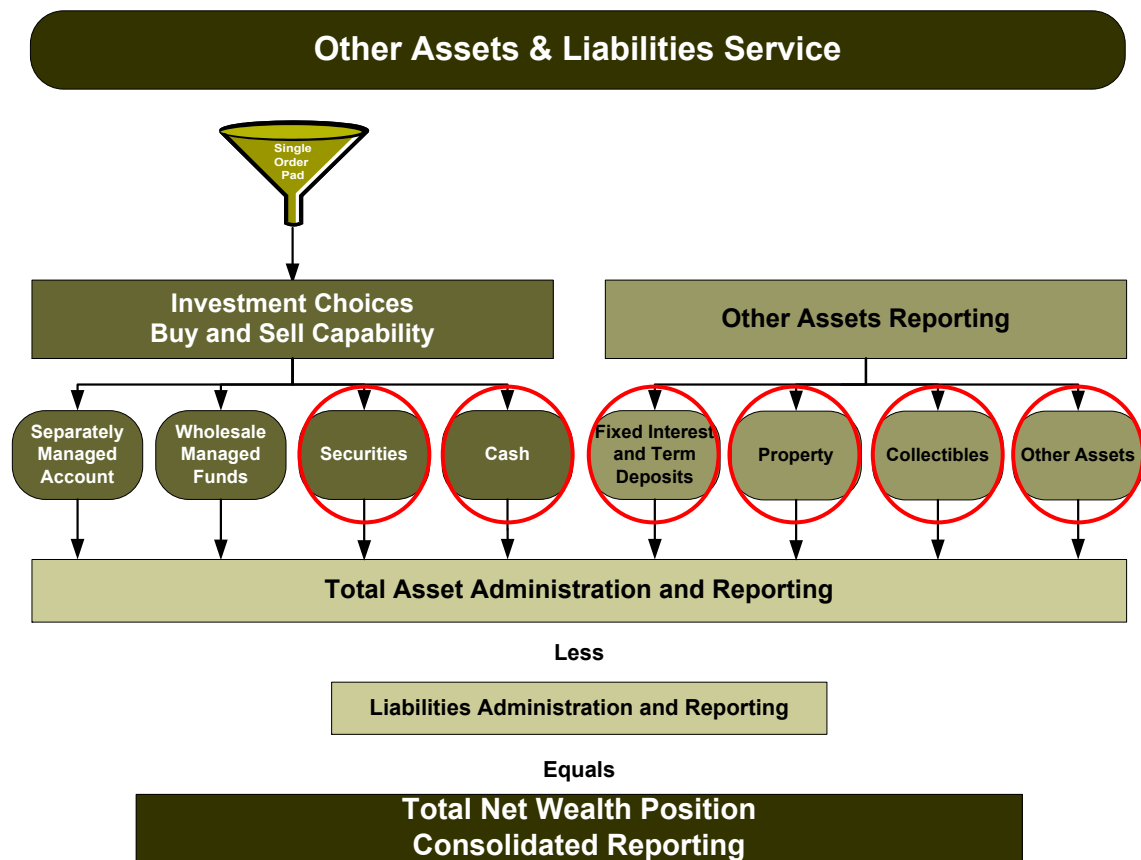 Other Assets & Liabilities Service
Single
Order
Pad
Investment Choices
Buy and Sell Capability
Other Assets Reporting
Separately
Managed
Account
Wholesale
Managed
Funds
Securities
Cash
Fixed Interest
and Term
Deposits
Property
Collectibles
Other Assets
Total Asset Administration and Reporting
Less
Liabilities Administration and Reporting
Equals
Total Net Wealth Position
Consolidated Reporting